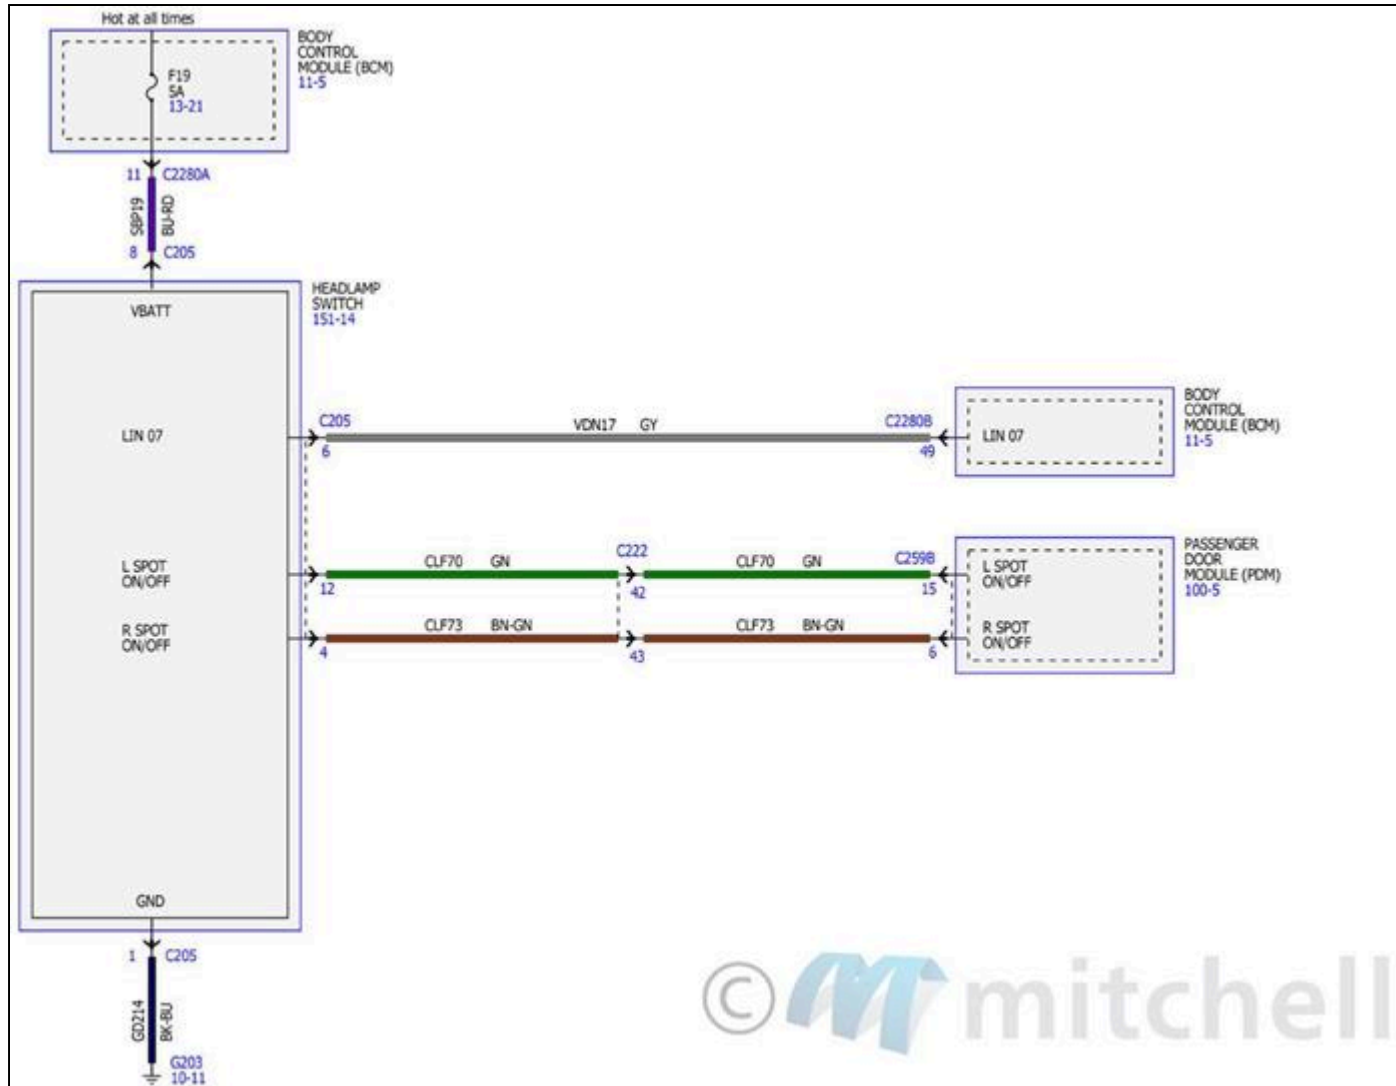 Hot at all times
BODY
CONTROL
MODULE (BCM)
11-5
F19
5A
13-21
11 C2280A
SBP19
BU-RD
8 C205
HEADLAMP
SWITCH
151-14
VBATT
LIN 07
C205
6
VDN17 GY
C2280B
49
LIN 07
BODY
CONTROL
MODULE (BCM)
11-5
L SPOT
ON/OFF
12
CLF70 GN
C222
42
CLF70 GN
C259B
15
L SPOT
ON/OFF
PASSENGER
DOOR
MODULE (PDM)
100-5
R SPOT
ON/OFF
4
CLF73 BN-GN
43
CLF73 BN-GN
6
R SPOT
ON/OFF
GND
1 C205
GD214
BK-BU
G203
10-11
© M mitchell